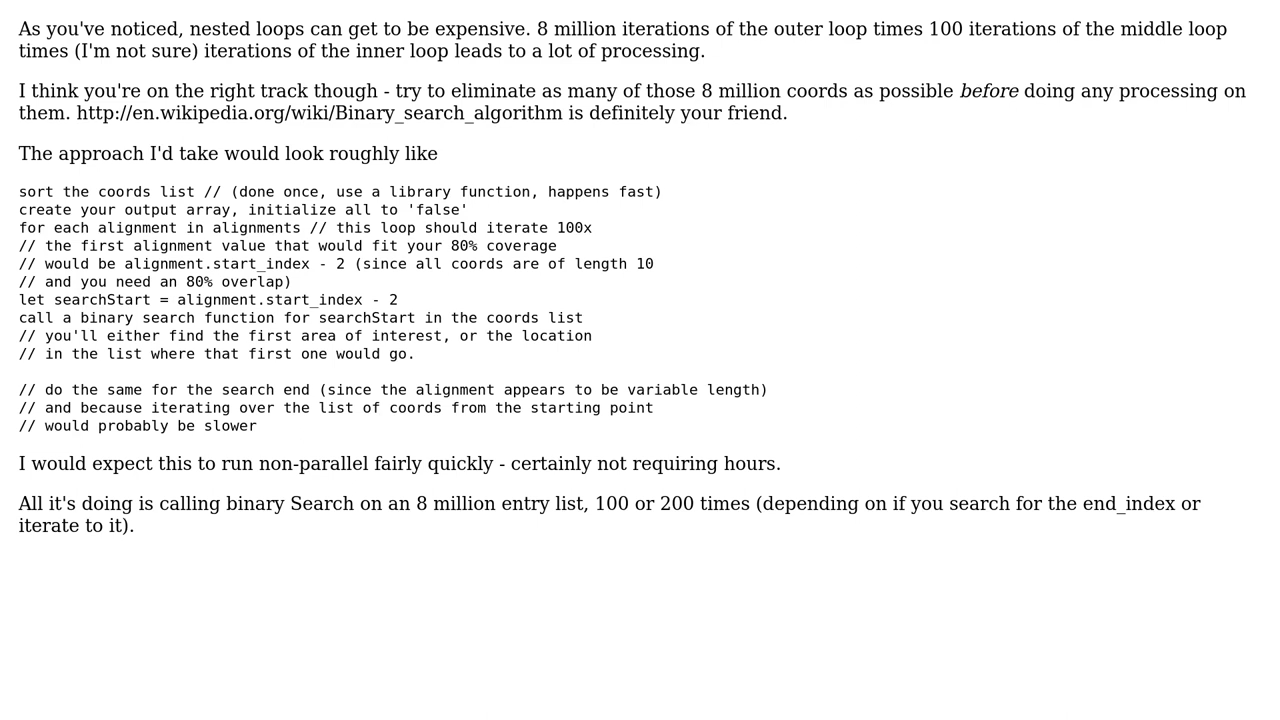 As you've noticed, nested loops can get to be expensive. 8 million iterations of the outer loop times 100 iterations of the middle loop
times (I'm not sure) iterations of the inner loop leads to a lot of processing.
I think you're on the right track though - try to eliminate as many of those 8 million coords as possible before doing any processing on
them. http://en.wikipedia.org/wiki/Binary_search_algorithm is definitely your friend.
The approach I'd take would look roughly like
sort the coords list // (done once, use a library function, happens fast)
create your output array, initialize all to 'false'
for each alignment in alignments // this loop should iterate 100x
// the first alignment value that would fit your 80% coverage
// would be alignment.start_index - 2 (since all coords are of length 10
// and you need an 80% overlap)
let searchStart = alignment.start_index - 2
call a binary search function for searchStart in the coords list
// you'll either find the first area of interest, or the location
// in the list where that first one would go.
// do the same for the search end (since the alignment appears to be variable length)
// and because iterating over the list of coords from the starting point
// would probably be slower
I would expect this to run non-parallel fairly quickly - certainly not requiring hours.
All it's doing is calling binary Search on an 8 million entry list, 100 or 200 times (depending on if you search for the end_index or
iterate to it).